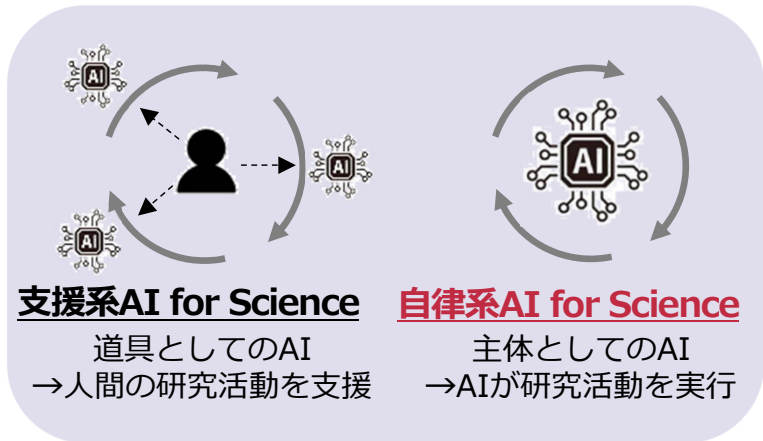 AI
AI
AI
AI
支援系AI for Science
道具としてのAI
→人間の研究活動を支援
自律系AI for Science
主体としてのAI
→AIが研究活動を実行